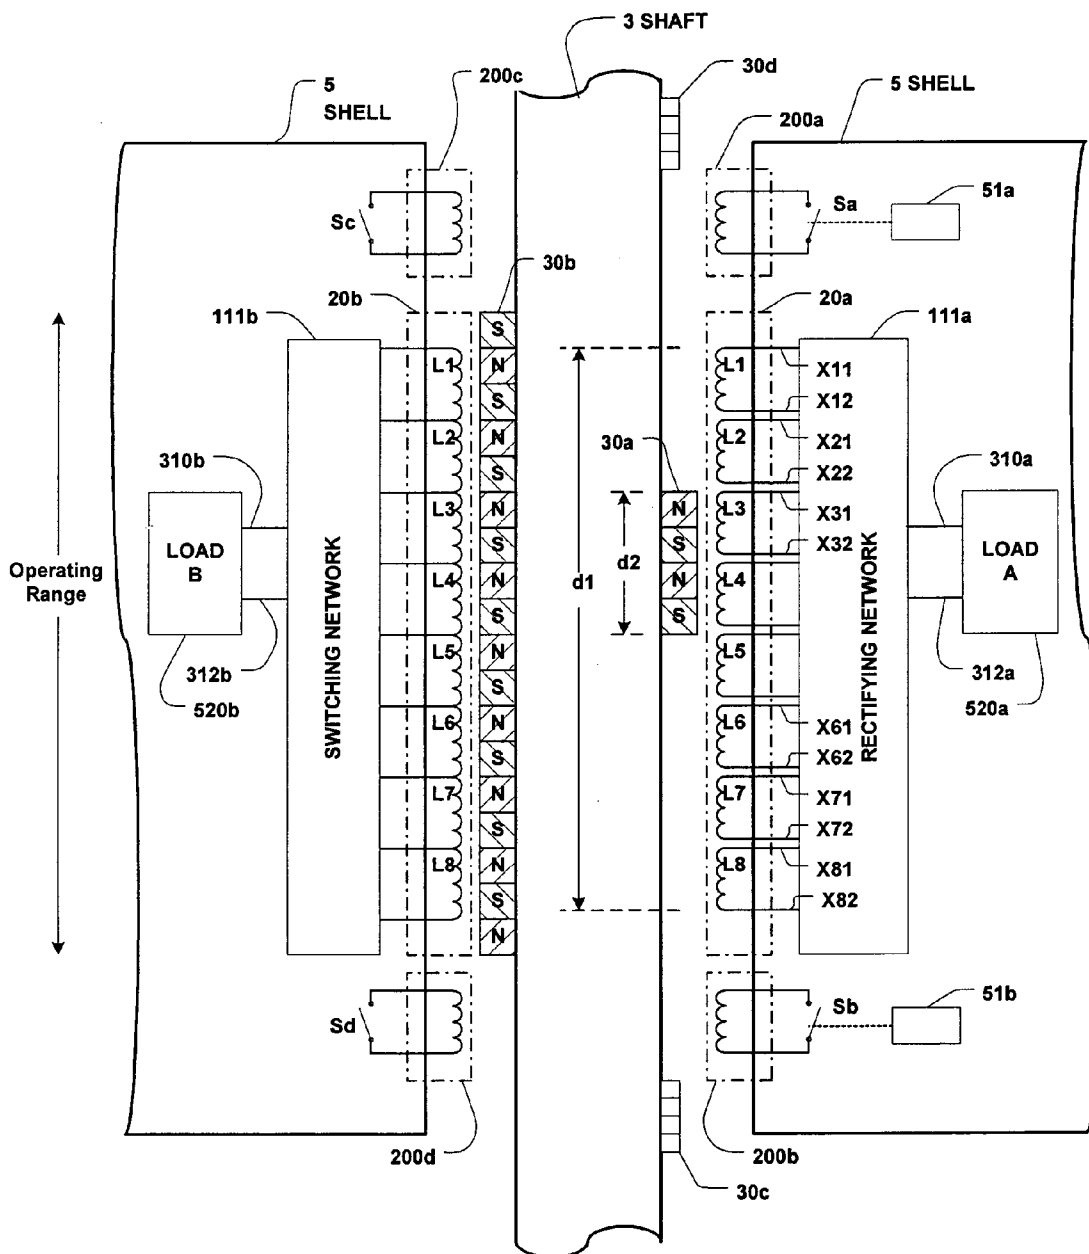 3 SHAFT
5
SHELL
200c
30d
5 SHELL
200a
51a
Sc
Sa
30b
20b
20a
111b
111a
S
N
S
N
S
N
S
N
S
N
S
N
S
N
S
N
S
N
L1
L2
L3
L4
L5
L6
L7
L8
L1
L2
L3
L4
L5
L6
L7
L8
X11
X12
X21
X22
X31
X32
X61
X62
X71
X72
X81
X82
30a
N
S
N
S
d1
d2
310b
310a
LOAD
B
LOAD
A
312b
312a
520b
520a
Operating
Range
SWITCHING NETWORK
RECTIFYING NETWORK
Sd
Sb
51b
200d
200b
30c